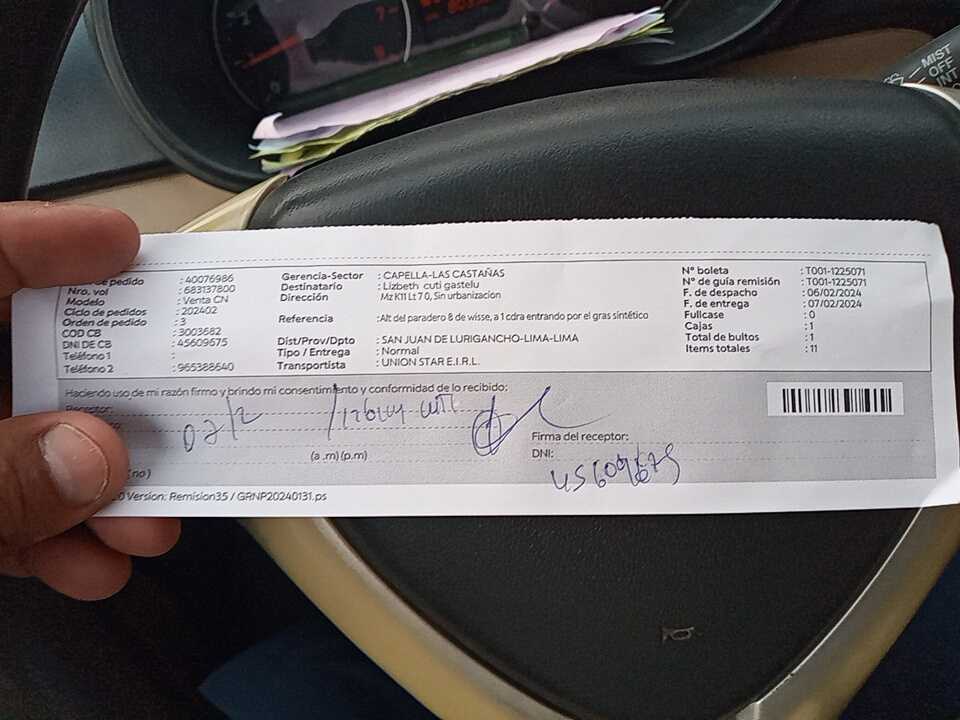 MIST
OFF
INT
de pedido : 40076986
Nro. vol : 683137800
Modelo : Venta CN
Ciclo de pedidos : 202402
Orden de pedido : 3
COD CB : 3003682
DNI DE CB : 45609675
Teléfono 1 :
Teléfono 2 : 965388640
Gerencia-Sector : CAPELLA-LAS CASTAÑAS
Destinatario : Lizbeth cuti gastelu
Dirección Mz K11 Lt 7 0, Sin urbanizacion
Referencia : Alt del paradero 8 de wisse, a 1 cdra entrando por el gras sintético
Dist/Prov/Dpto : SAN JUAN DE LURIGANCHO-LIMA-LIMA
Tipo / Entrega : Normal
Transportista : UNION STAR E.I.R.L.
N° boleta : T001-1225071
N° de guía remisión : T001-1225071
F. de despacho : 06/02/2024
F. de entrega : 07/02/2024
Fullcase : 0
Cajas : 1
Total de bultos : 1
Items totales : 11
Haciendo uso de mi razón firmo y brindo mi consentimiento y conformidad de lo recibido:
Receptor:
07/2
cuti
(a .m) (p.m)
Firma del receptor:
DNI:
45609675
no)
Version: Remision35 / GRNP20240131.ps